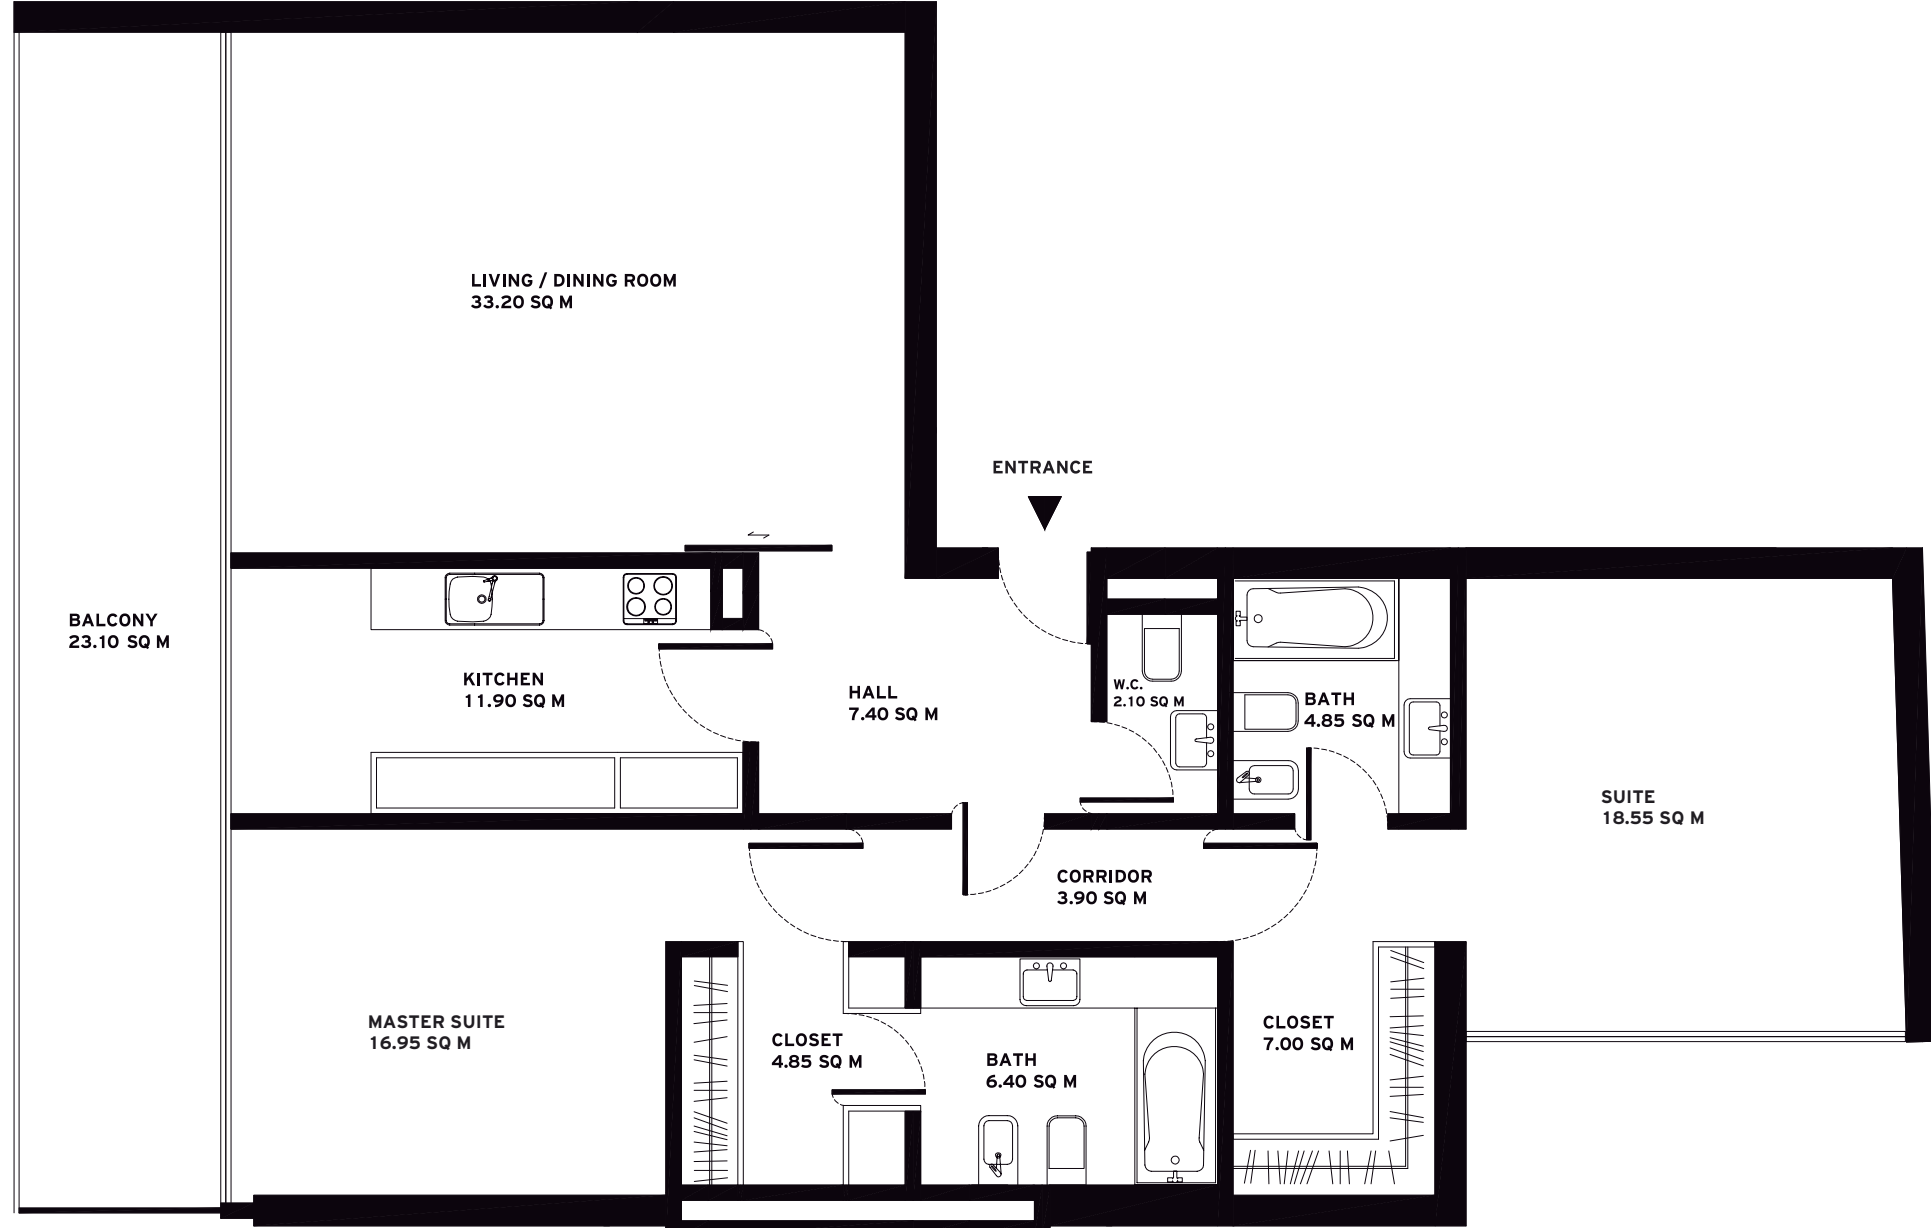 LIVING / DINING ROOM
33.20 SQ M
ENTRANCE
BALCONY
23.10 SQ M
KITCHEN
11.90 SQ M
HALL
7.40 SQ M
W.C.
2.10 SQ M
BATH
4.85 SQ M
SUITE
18.55 SQ M
CORRIDOR
3.90 SQ M
MASTER SUITE
16.95 SQ M
CLOSET
4.85 SQ M
BATH
6.40 SQ M
CLOSET
7.00 SQ M